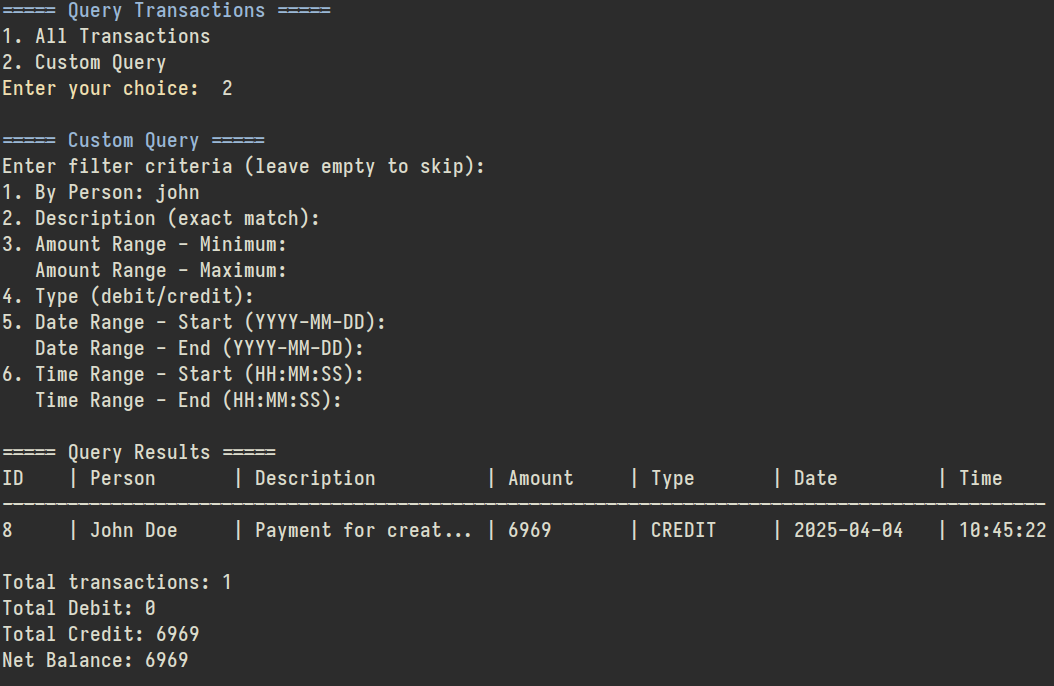 ===== Query Transactions =====
1. All Transactions
2. Custom Query
Enter your choice:  2
===== Custom Query =====
Enter filter criteria (leave empty to skip):
1. By Person: john
2. Description (exact match):
3. Amount Range - Minimum:
   Amount Range - Maximum:
4. Type (debit/credit):
5. Date Range - Start (YYYY-MM-DD):
   Date Range - End (YYYY-MM-DD):
6. Time Range - Start (HH:MM:SS):
   Time Range - End (HH:MM:SS):
===== Query Results =====
ID    | Person       | Description          | Amount     | Type       | Date         | Time
-----------------------------------------------------------------------------------------------
8     | John Doe     | Payment for creat... | 6969       | CREDIT     | 2025-04-04   | 10:45:22
Total transactions: 1
Total Debit: 0
Total Credit: 6969
Net Balance: 6969